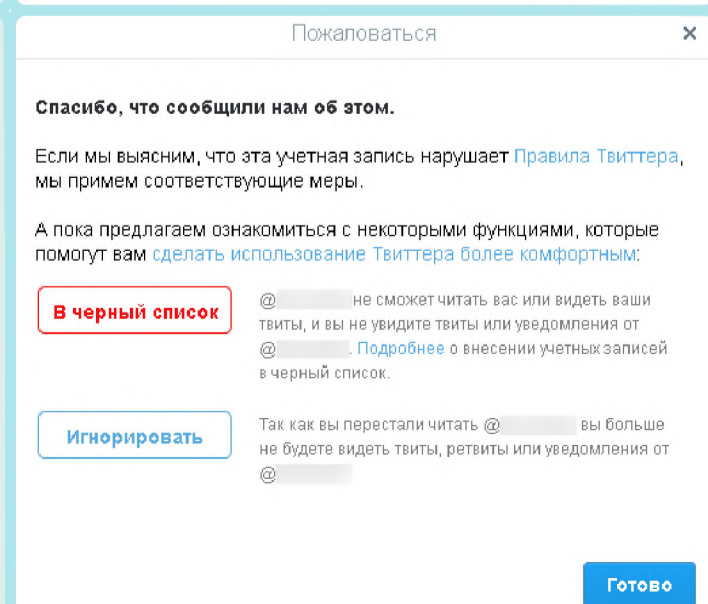 Пожаловаться
Спасибо, что сообщили нам об этом.
Если мы выясним, что эта учетная запись нарушает Правила Твиттера,
мы примем соответствующие меры.
А пока предлагаем ознакомиться с некоторыми функциями, которые
помогут вам сделать использование Твиттера более комфортным:
В черный список
@ не сможет читать вас или видеть ваши
твиты, и вы не увидите твиты или уведомления от
@ . Подробнее о внесении учетных записей
в черный список.
Игнорировать
Так как вы перестали читать @ вы больше
не будете видеть твиты, ретвиты или уведомления от
@
Готово